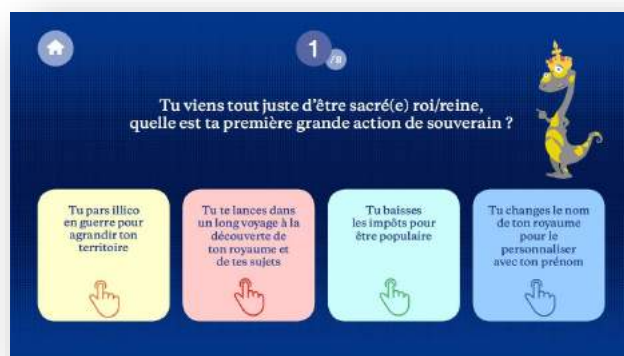 1
/8
Tu viens tout juste d'être sacré(e) roi/reine,
quelle est ta première grande action de souverain ?
Tu pars illico
en guerre pour
agrandir ton
territoire
Tu te lances dans
un long voyage à la
découverte de
ton royaume et
de tes sujets
Tu baisses
les impôts pour
être populaire
Tu changes le nom
de ton royaume
pour le
personnaliser
avec ton prénom